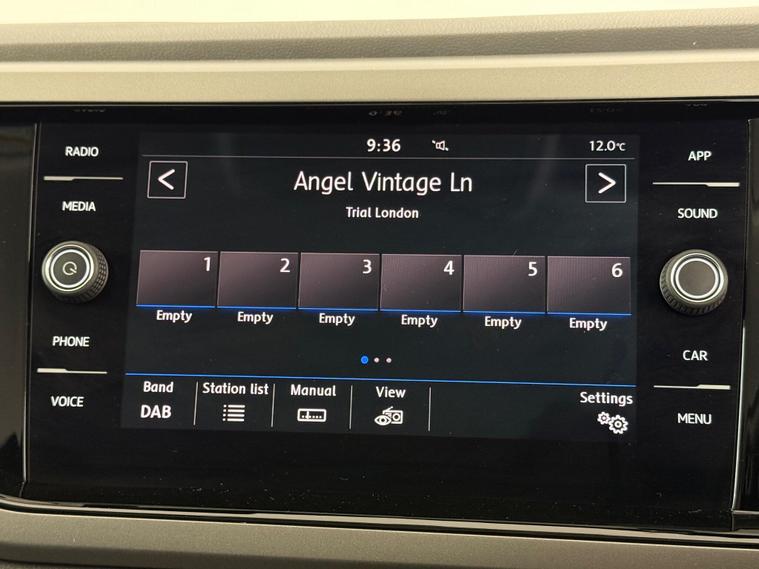 RADIO
MEDIA
PHONE
VOICE
9:36
12.0°C
Angel Vintage Ln
Trial London
1 2 3 4 5 6
Empty Empty Empty Empty Empty Empty
Band Station list Manual View Settings
DAB
APP
SOUND
CAR
MENU